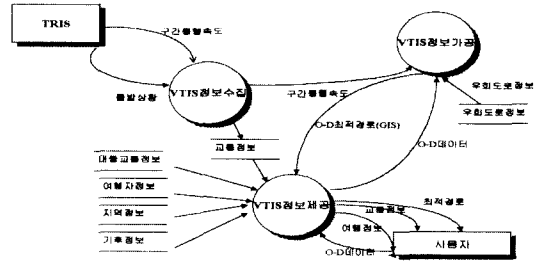 TRIS
구간통행속도
VTIS정보가공
우회도로정보
우회도로정보
VTIS정보수집
돌발상황
구간통행속도
교통정보
O-D최적경로(GIS)
O-D데이터
대중교통정보
여행자정보
지역정보
기후정보
VTIS정보제공
최적경로
교통정보
여행정보
사용자
O-D데이터